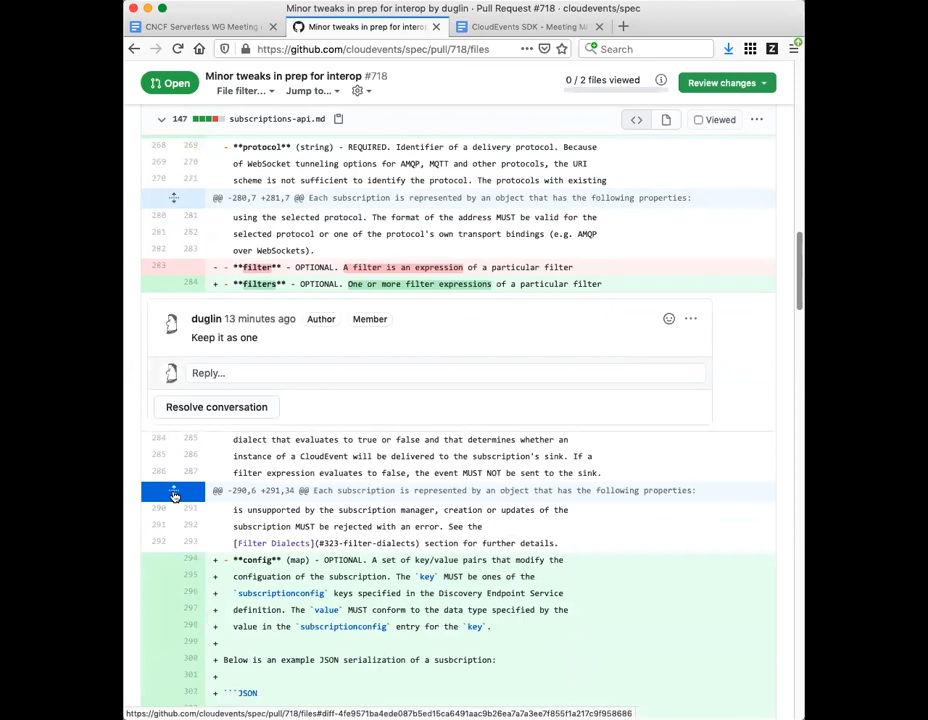 Minor tweaks in prep for interop by duglin · Pull Request #718 · cloudevents/spec
CNCF Serverless WG Meeting
Minor tweaks in prep for interop
CloudEvents SDK - Meeting M
https://github.com/cloudevents/spec/pull/718/files
Search
Open
Minor tweaks in prep for interop #718
File filter... Jump to...
0 / 2 files viewed
Review changes
147 subscriptions-api.md
Viewed
268 269 - **protocol** (string) - REQUIRED. Identifier of a delivery protocol. Because
269 270 of WebSocket tunneling options for AMQP, MQTT and other protocols, the URI
270 271 scheme is not sufficient to identify the protocol. The protocols with existing
@@ -280,7 +281,7 @@ Each subscription is represented by an object that has the following properties:
280 281 using the selected protocol. The format of the address MUST be valid for the
281 282 selected protocol or one of the protocol's own transport bindings (e.g. AMQP
282 283 over WebSockets).
283 - - **filter** - OPTIONAL. A filter is an expression of a particular filter
284 + - **filters** - OPTIONAL. One or more filter expressions of a particular filter
duglin 13 minutes ago Author Member
Keep it as one
Reply...
Resolve conversation
284 285 dialect that evaluates to true or false and that determines whether an
285 286 instance of a CloudEvent will be delivered to the subscription's sink. If a
286 287 filter expression evaluates to false, the event MUST NOT be sent to the sink.
@@ -290,6 +291,34 @@ Each subscription is represented by an object that has the following properties:
290 291 is unsupported by the subscription manager, creation or updates of the
291 292 subscription MUST be rejected with an error. See the
292 293 [Filter Dialects](#323-filter-dialects) section for further details.
294 + - **config** (map) - OPTIONAL. A set of key/value pairs that modify the
295 + configuation of the subscription. The `key` MUST be ones of the
296 + `subscriptionconfig` keys specified in the Discovery Endpoint Service
297 + definition. The `value` MUST conform to the data type specified by the
298 + value in the `subscriptionconfig` entry for the `key`.
299 +
300 + Below is an example JSON serialization of a susbcription:
301 +
302 + ```JSON
https://github.com/cloudevents/spec/pull/718/files#diff-4fe9571ba4ede087b5ed15ca6491aac9b26ea7a7a3ee7f855f1a217c9f958686